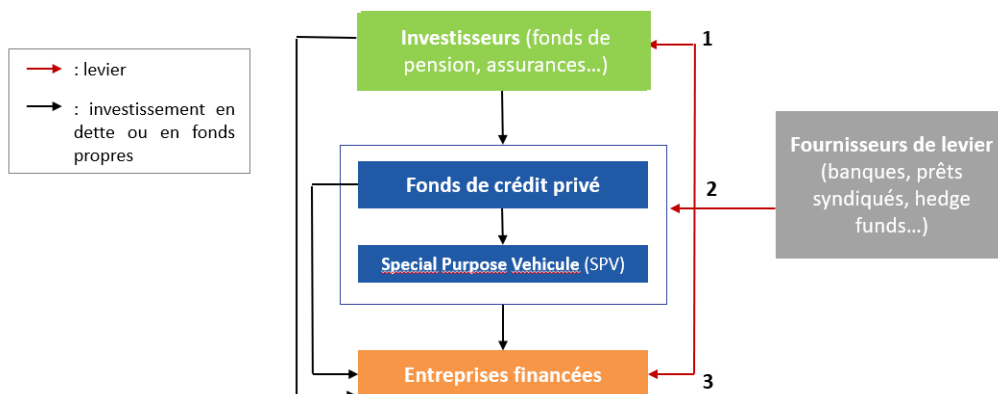 : levier
: investissement en
dette ou en fonds
propres
Investisseurs (fonds de
pension, assurances…)
1
Fonds de crédit privé
2
Special Purpose Vehicule (SPV)
Fournisseurs de levier
(banques, prêts
syndiqués, hedge
funds…)
Entreprises financées
3